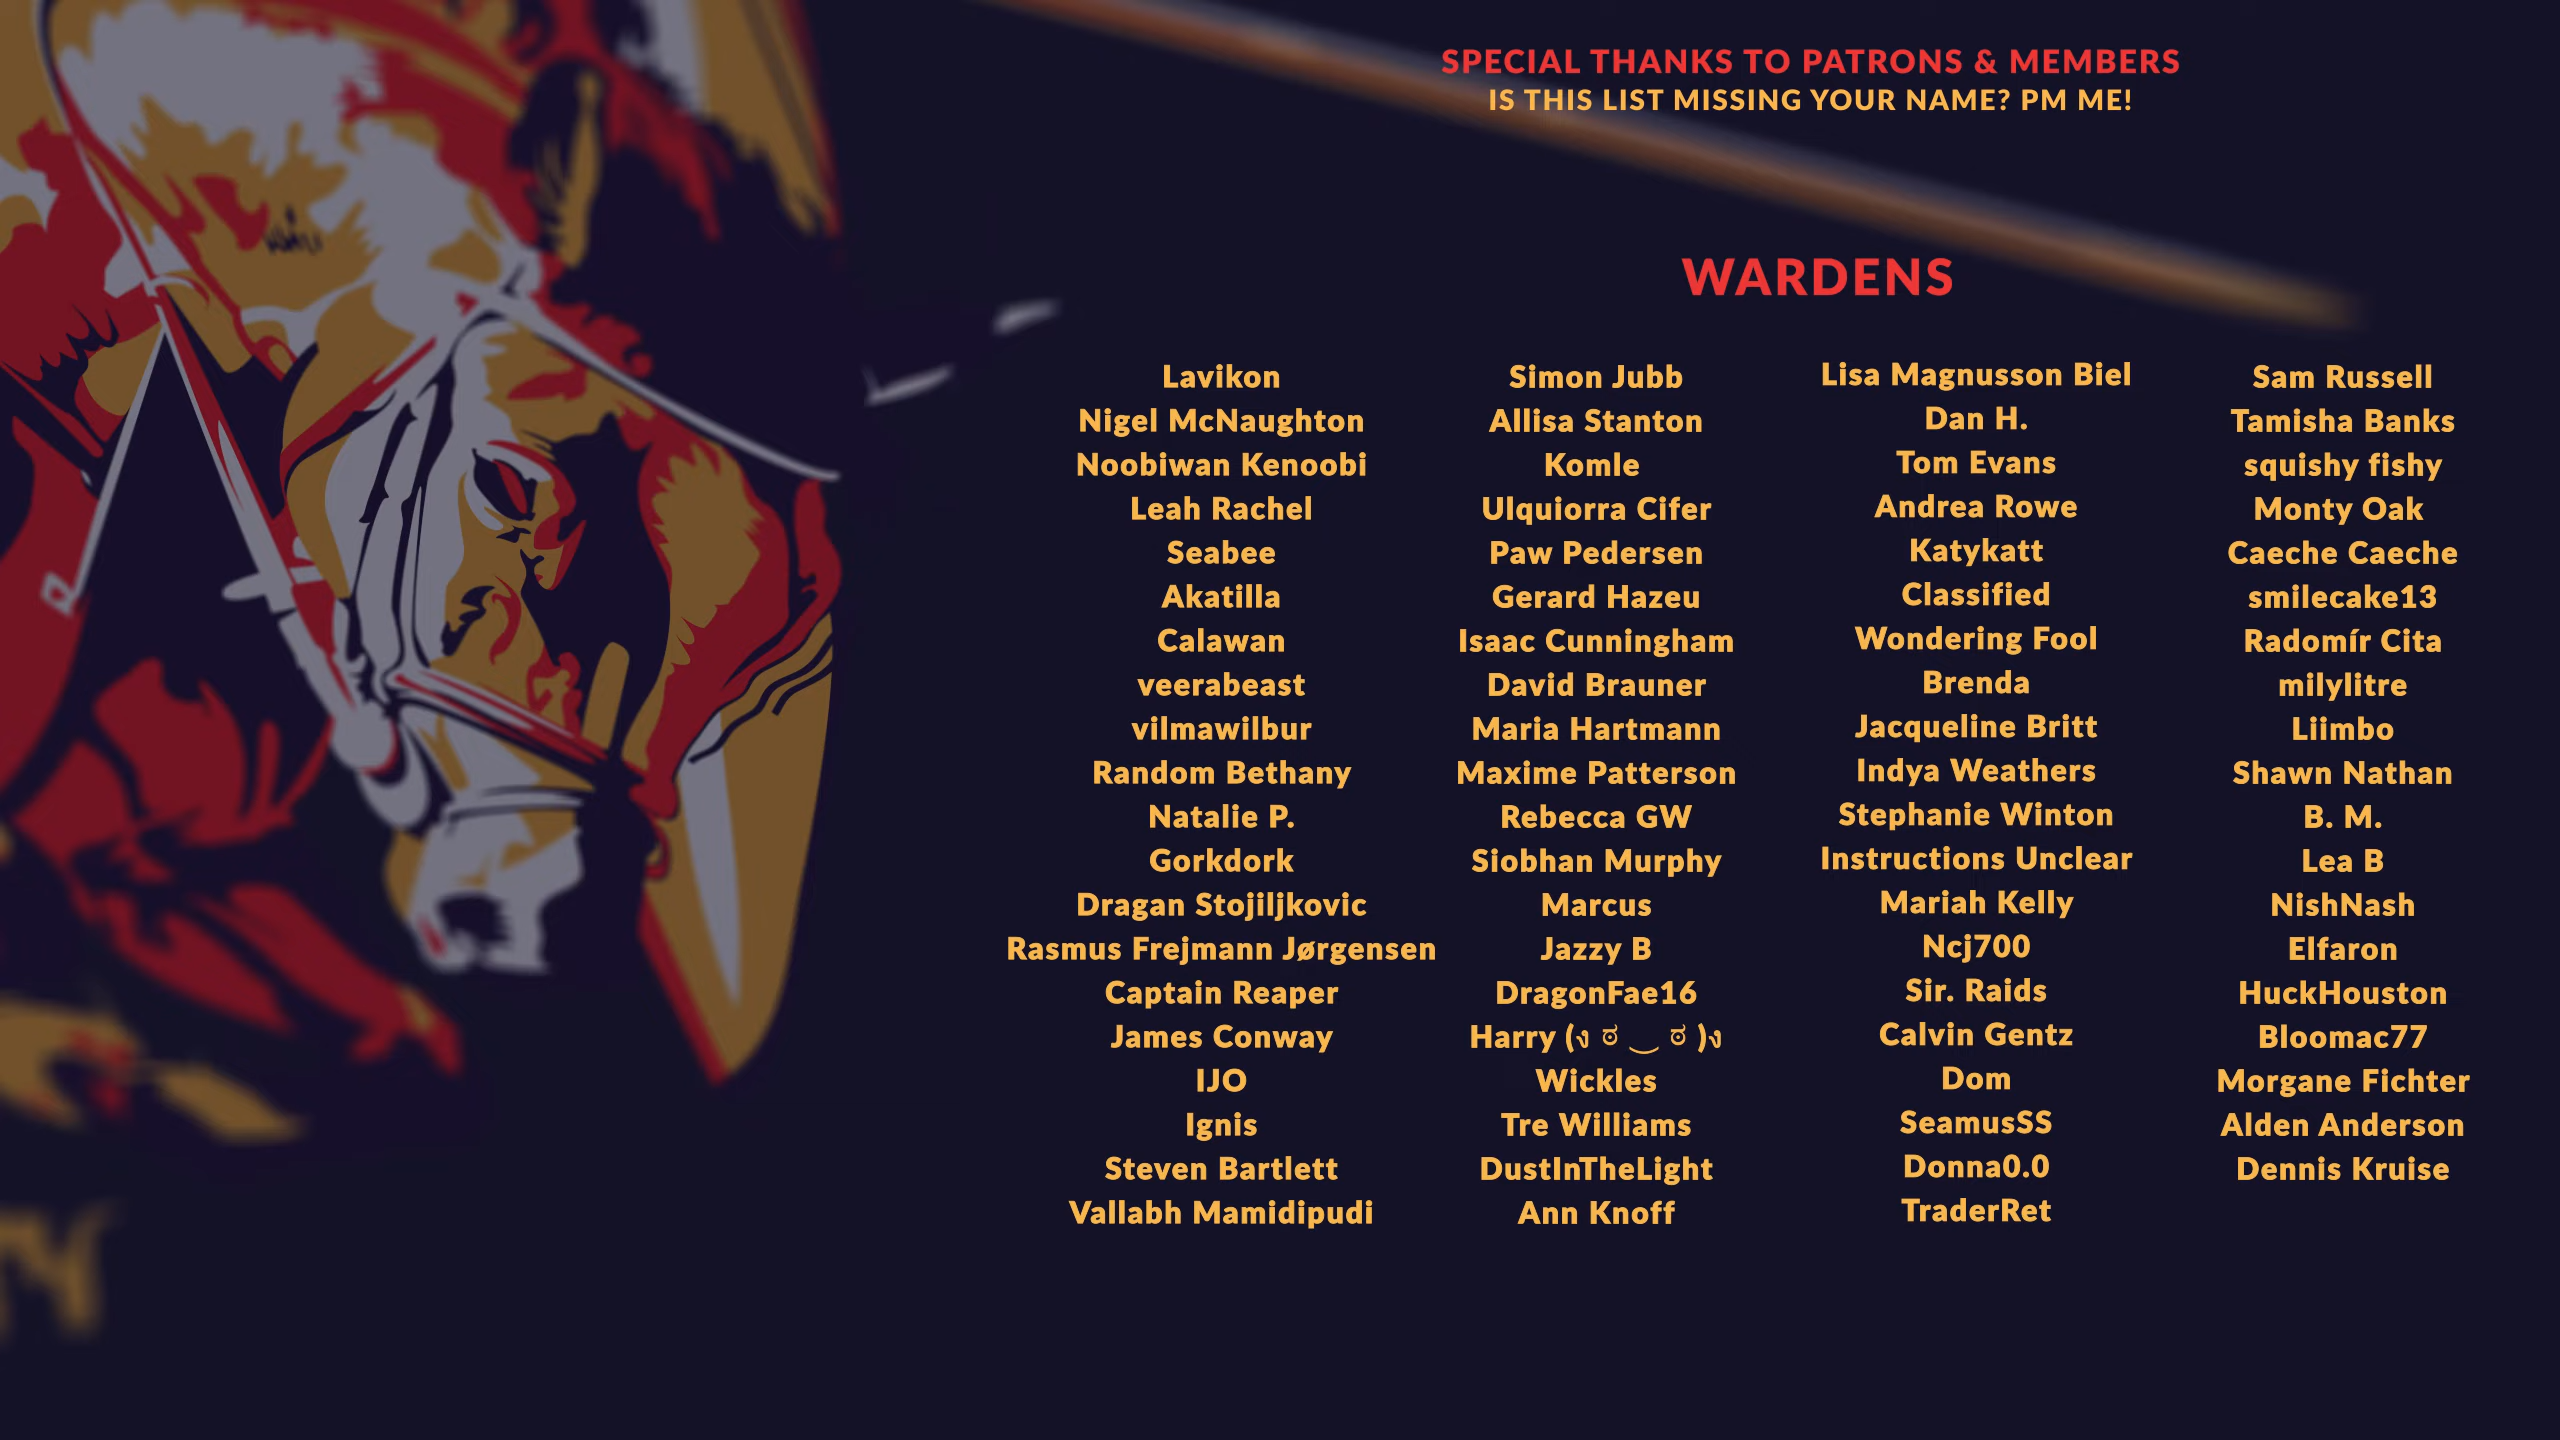 SPECIAL THANKS TO PATRONS & MEMBERS
IS THIS LIST MISSING YOUR NAME? PM ME!
WARDENS
Lavikon
Nigel McNaughton
Noobiwan Kenoobi
Leah Rachel
Seabee
Akatilla
Calawan
veerabeast
vilmawilbur
Random Bethany
Natalie P.
Gorkdork
Dragan Stojiljkovic
Rasmus Frejmann Jørgensen
Captain Reaper
James Conway
IJO
Ignis
Steven Bartlett
Vallabh Mamidipudi
Simon Jubb
Allisa Stanton
Komle
Ulquiorra Cifer
Paw Pedersen
Gerard Hazeu
Isaac Cunningham
David Brauner
Maria Hartmann
Maxime Patterson
Rebecca GW
Siobhan Murphy
Marcus
Jazzy B
DragonFae16
Harry (ง ಠ ‿ ಠ )ง
Wickles
Tre Williams
DustInTheLight
Ann Knoff
Lisa Magnusson Biel
Dan H.
Tom Evans
Andrea Rowe
Katykatt
Classified
Wondering Fool
Brenda
Jacqueline Britt
Indya Weathers
Stephanie Winton
Instructions Unclear
Mariah Kelly
Ncj700
Sir. Raids
Calvin Gentz
Dom
SeamusSS
Donna0.0
TraderRet
Sam Russell
Tamisha Banks
squishy fishy
Monty Oak
Caeche Caeche
smilecake13
Radomír Cita
milylitre
Liimbo
Shawn Nathan
B. M.
Lea B
NishNash
Elfaron
HuckHouston
Bloomac77
Morgane Fichter
Alden Anderson
Dennis Kruise